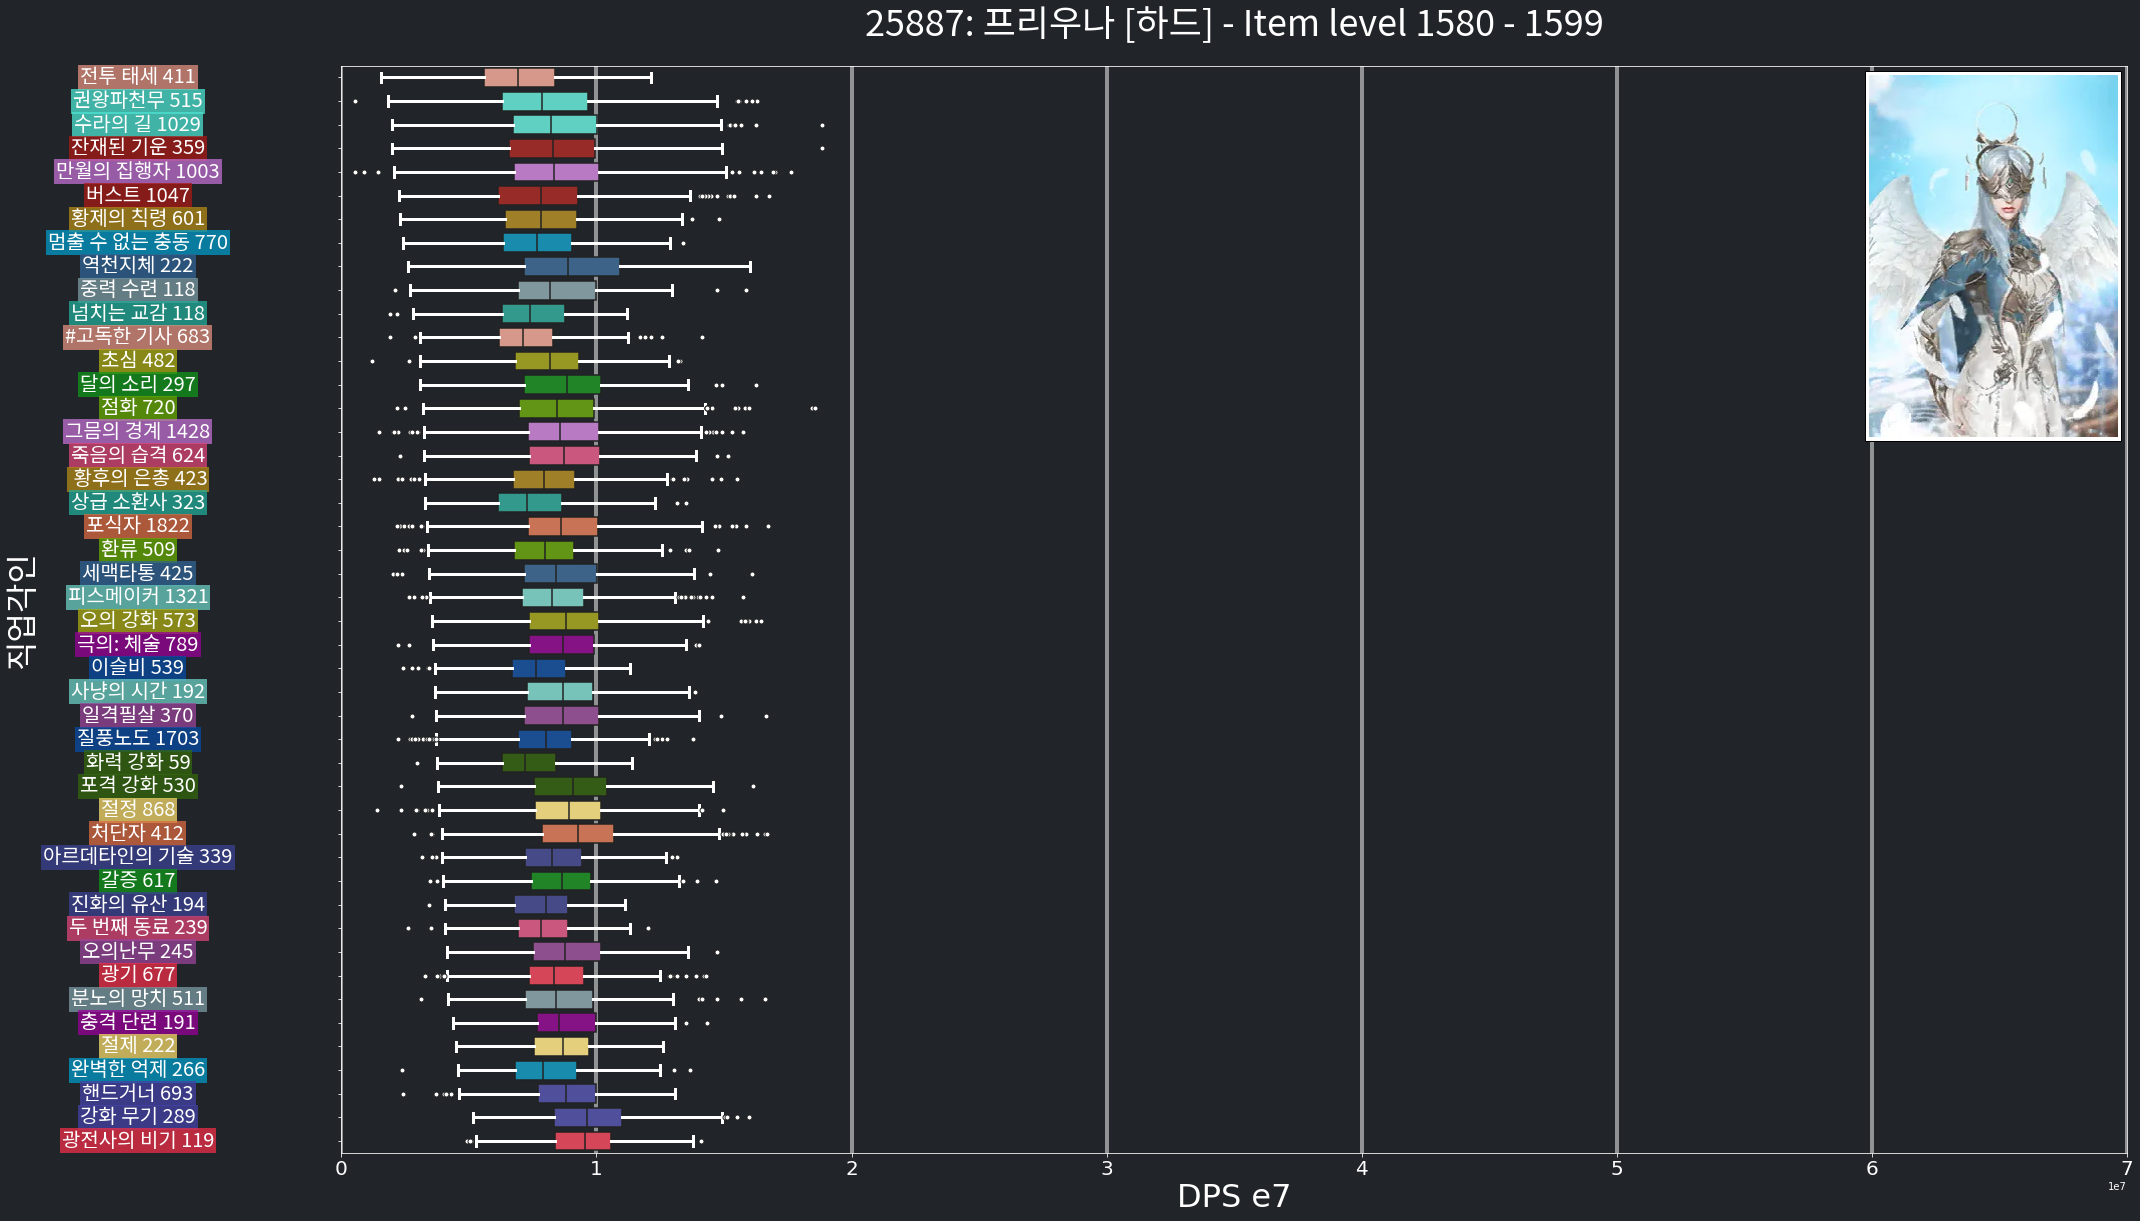 25887: 프리우나 [하드] - Item level 1580 - 1599
직업각인
전투 태세 411
권왕파천무 515
수라의 길 1029
잔재된 기운 359
만월의 집행자 1003
버스트 1047
황제의 칙령 601
멈출 수 없는 충동 770
역천지체 222
중력 수련 118
넘치는 교감 118
#고독한 기사 683
초심 482
달의 소리 297
점화 720
그믐의 경계 1428
죽음의 습격 624
황후의 은총 423
상급 소환사 323
포식자 1822
환류 509
세맥타통 425
피스메이커 1321
오의 강화 573
극의: 체술 789
이슬비 539
사냥의 시간 192
일격필살 370
질풍노도 1703
화력 강화 59
포격 강화 530
절정 868
처단자 412
아르데타인의 기술 339
갈증 617
진화의 유산 194
두 번째 동료 239
오의난무 245
광기 677
분노의 망치 511
충격 단련 191
절제 222
완벽한 억제 266
핸드거너 693
강화 무기 289
광전사의 비기 119
0 1 2 3 4 5 6 7
1e7
DPS e7